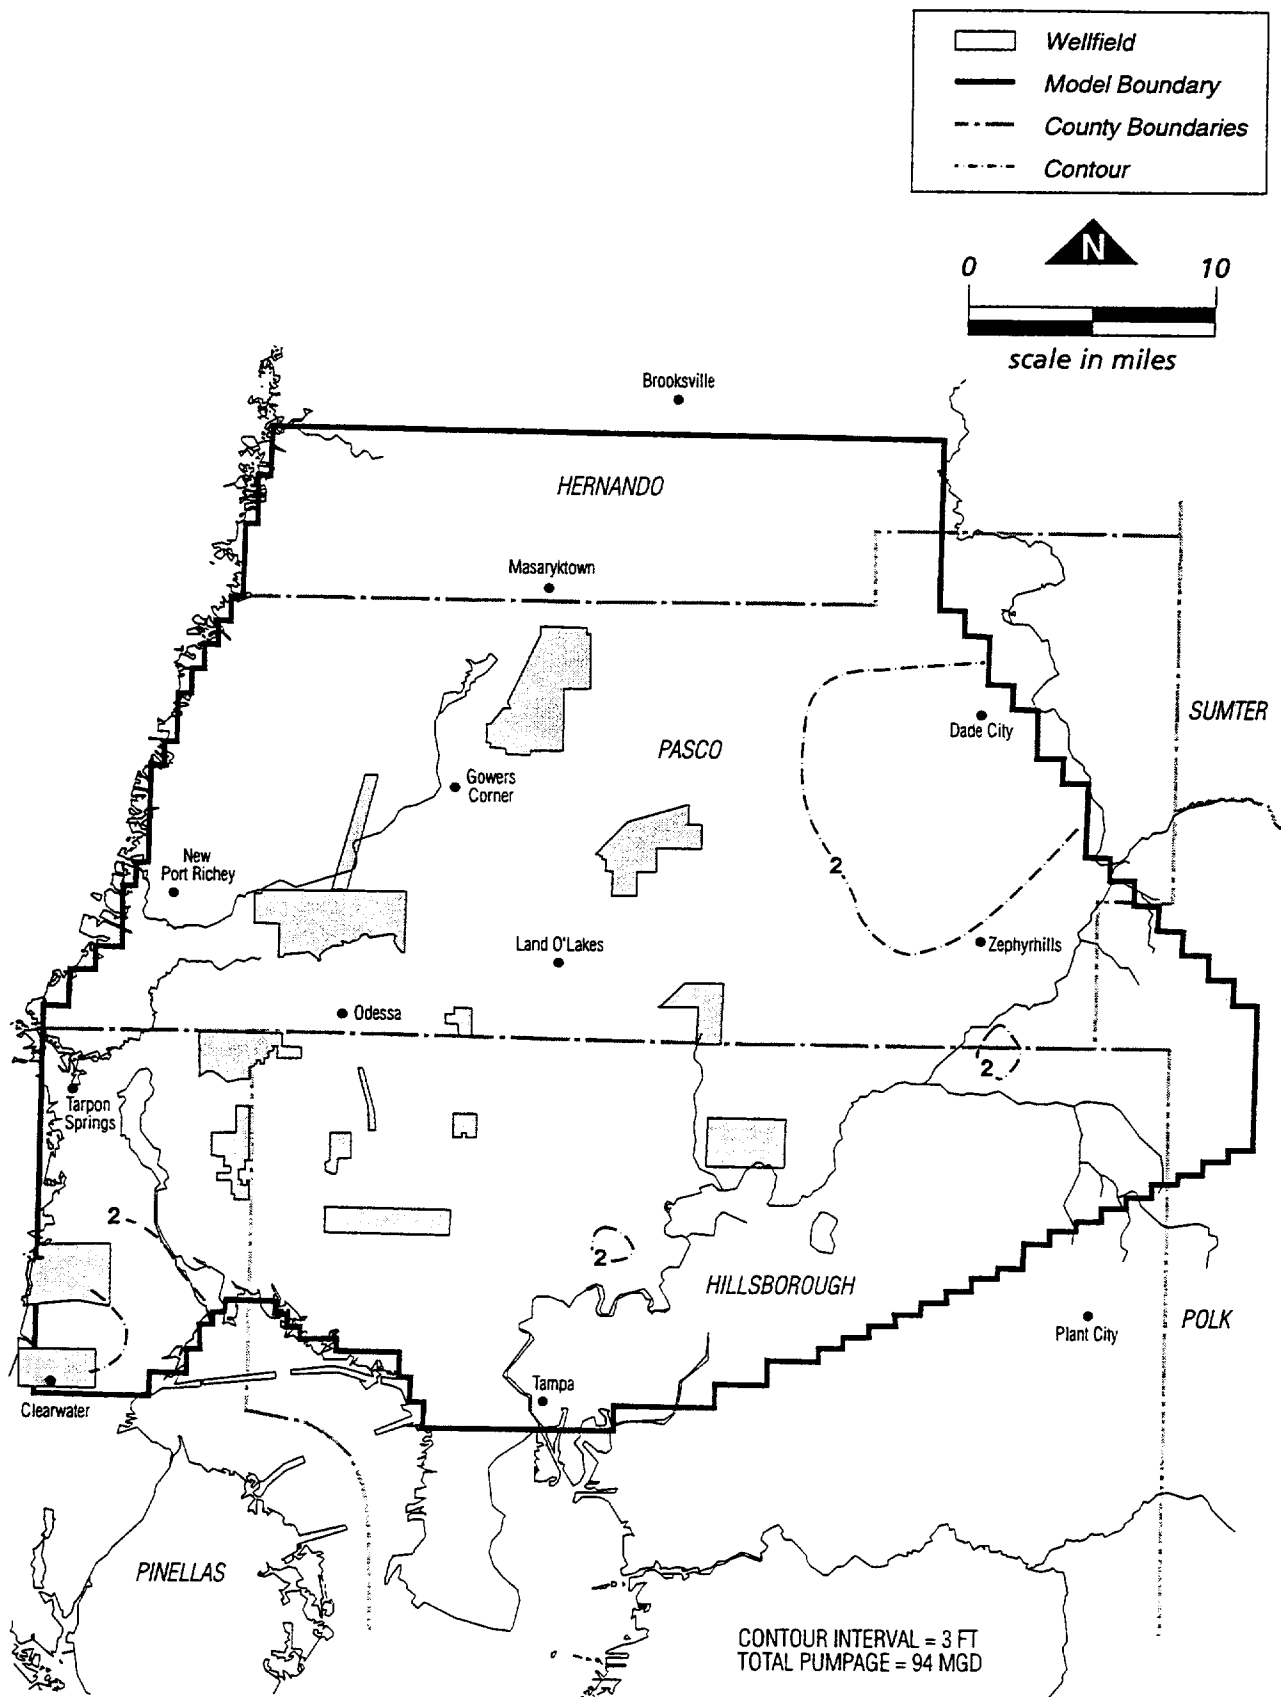 Wellfield
Model Boundary
County Boundaries
Contour
N
0 10
scale in miles
Brooksville
HERNANDO
Masaryktown
SUMTER
Dade City
PASCO
Gowers
Corner
New
Port Richey
2
Land O'Lakes
Zephyrhills
Odessa
2
Tarpon
Springs
2
2
HILLSBOROUGH
Plant City
POLK
Tampa
Clearwater
PINELLAS
CONTOUR INTERVAL = 3 FT
TOTAL PUMPAGE = 94 MGD